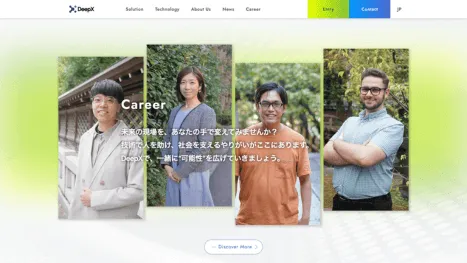 DeepX
Solution Technology About Us News Career
Entry Contact JP
Career
未来の現場を、あなたの手で変えてみませんか？
技術で人を助け、社会を支えるやりがいがここにあります。
DeepXで、一緒に"可能性"を広げていきましょう。
Discover More